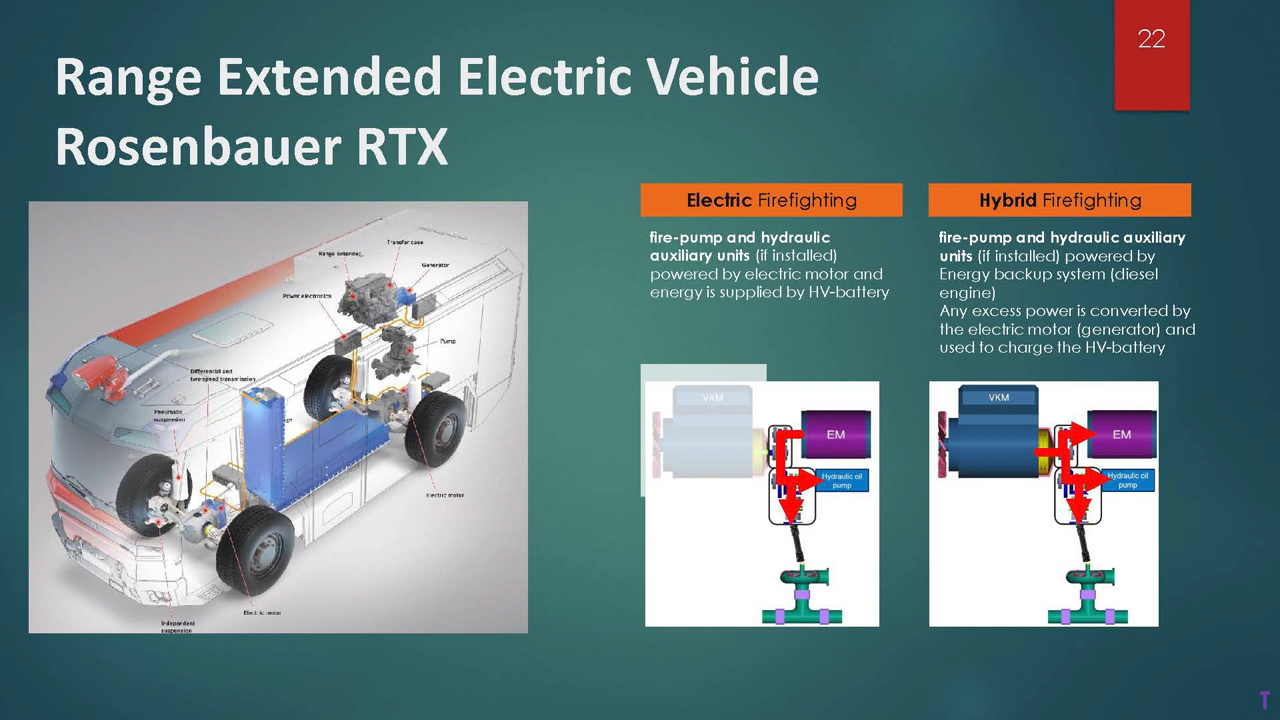 22
Range Extended Electric Vehicle
Rosenbauer RTX
Transfer case
Range Extended
Generator
Power electronics
Pump
Differential and
two-speed transmission
Pneumatic
suspension
Electric motor
Electric motor
Independent
suspension
Electric Firefighting
fire-pump and hydraulic
auxiliary units (if installed)
powered by electric motor and
energy is supplied by HV-battery
VKM
EM
Hydraulic oil
pump
Hybrid Firefighting
fire-pump and hydraulic auxiliary
units (if installed) powered by
Energy backup system (diesel
engine)
Any excess power is converted by
the electric motor (generator) and
used to charge the HV-battery
VKM
EM
Hydraulic oil
pump
T